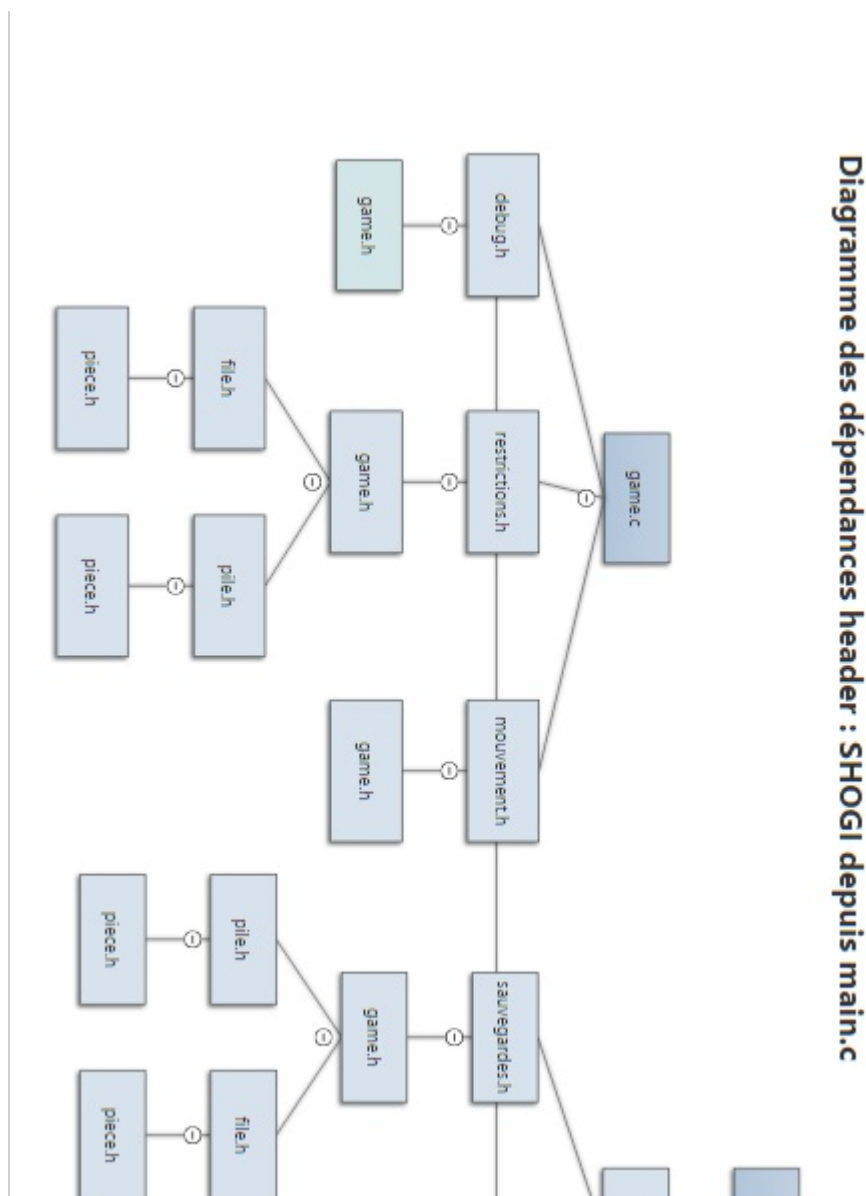 Diagramme des dépendances header : SHOGI depuis main.c
game.c
debug.h
restrictions.h
mouvement.h
sauvegardes.h
game.h
game.h
game.h
game.h
file.h
pile.h
pile.h
file.h
piece.h
piece.h
piece.h
piece.h